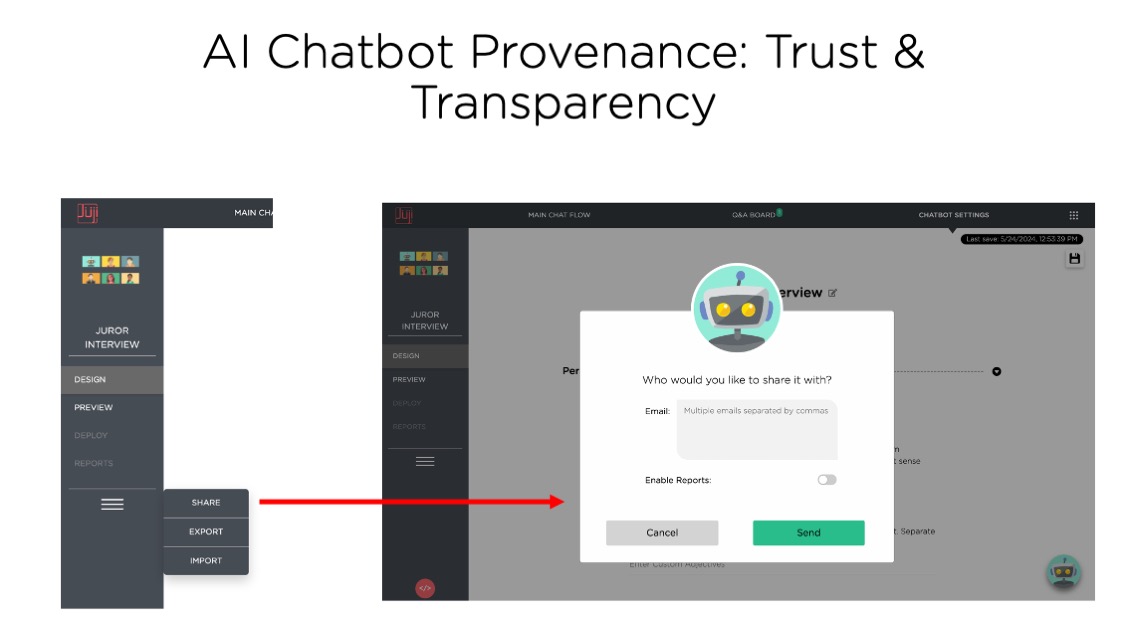 AI Chatbot Provenance: Trust &
Transparency
Juji
MAIN CH
JUROR
INTERVIEW
DESIGN
PREVIEW
DEPLOY
REPORTS
SHARE
EXPORT
IMPORT
Juji
MAIN CHAT FLOW
Q&A BOARD
CHATBOT SETTINGS
Last save: 5/24/2024, 12:53:39 PM
JUROR
INTERVIEW
DESIGN
PREVIEW
DEPLOY
REPORTS
</>
erview
Per
Who would you like to share it with?
Email:
Multiple emails separated by commas
Enable Reports:
Cancel
Send
n
t sense
t. Separate
Enter Custom Adjectives